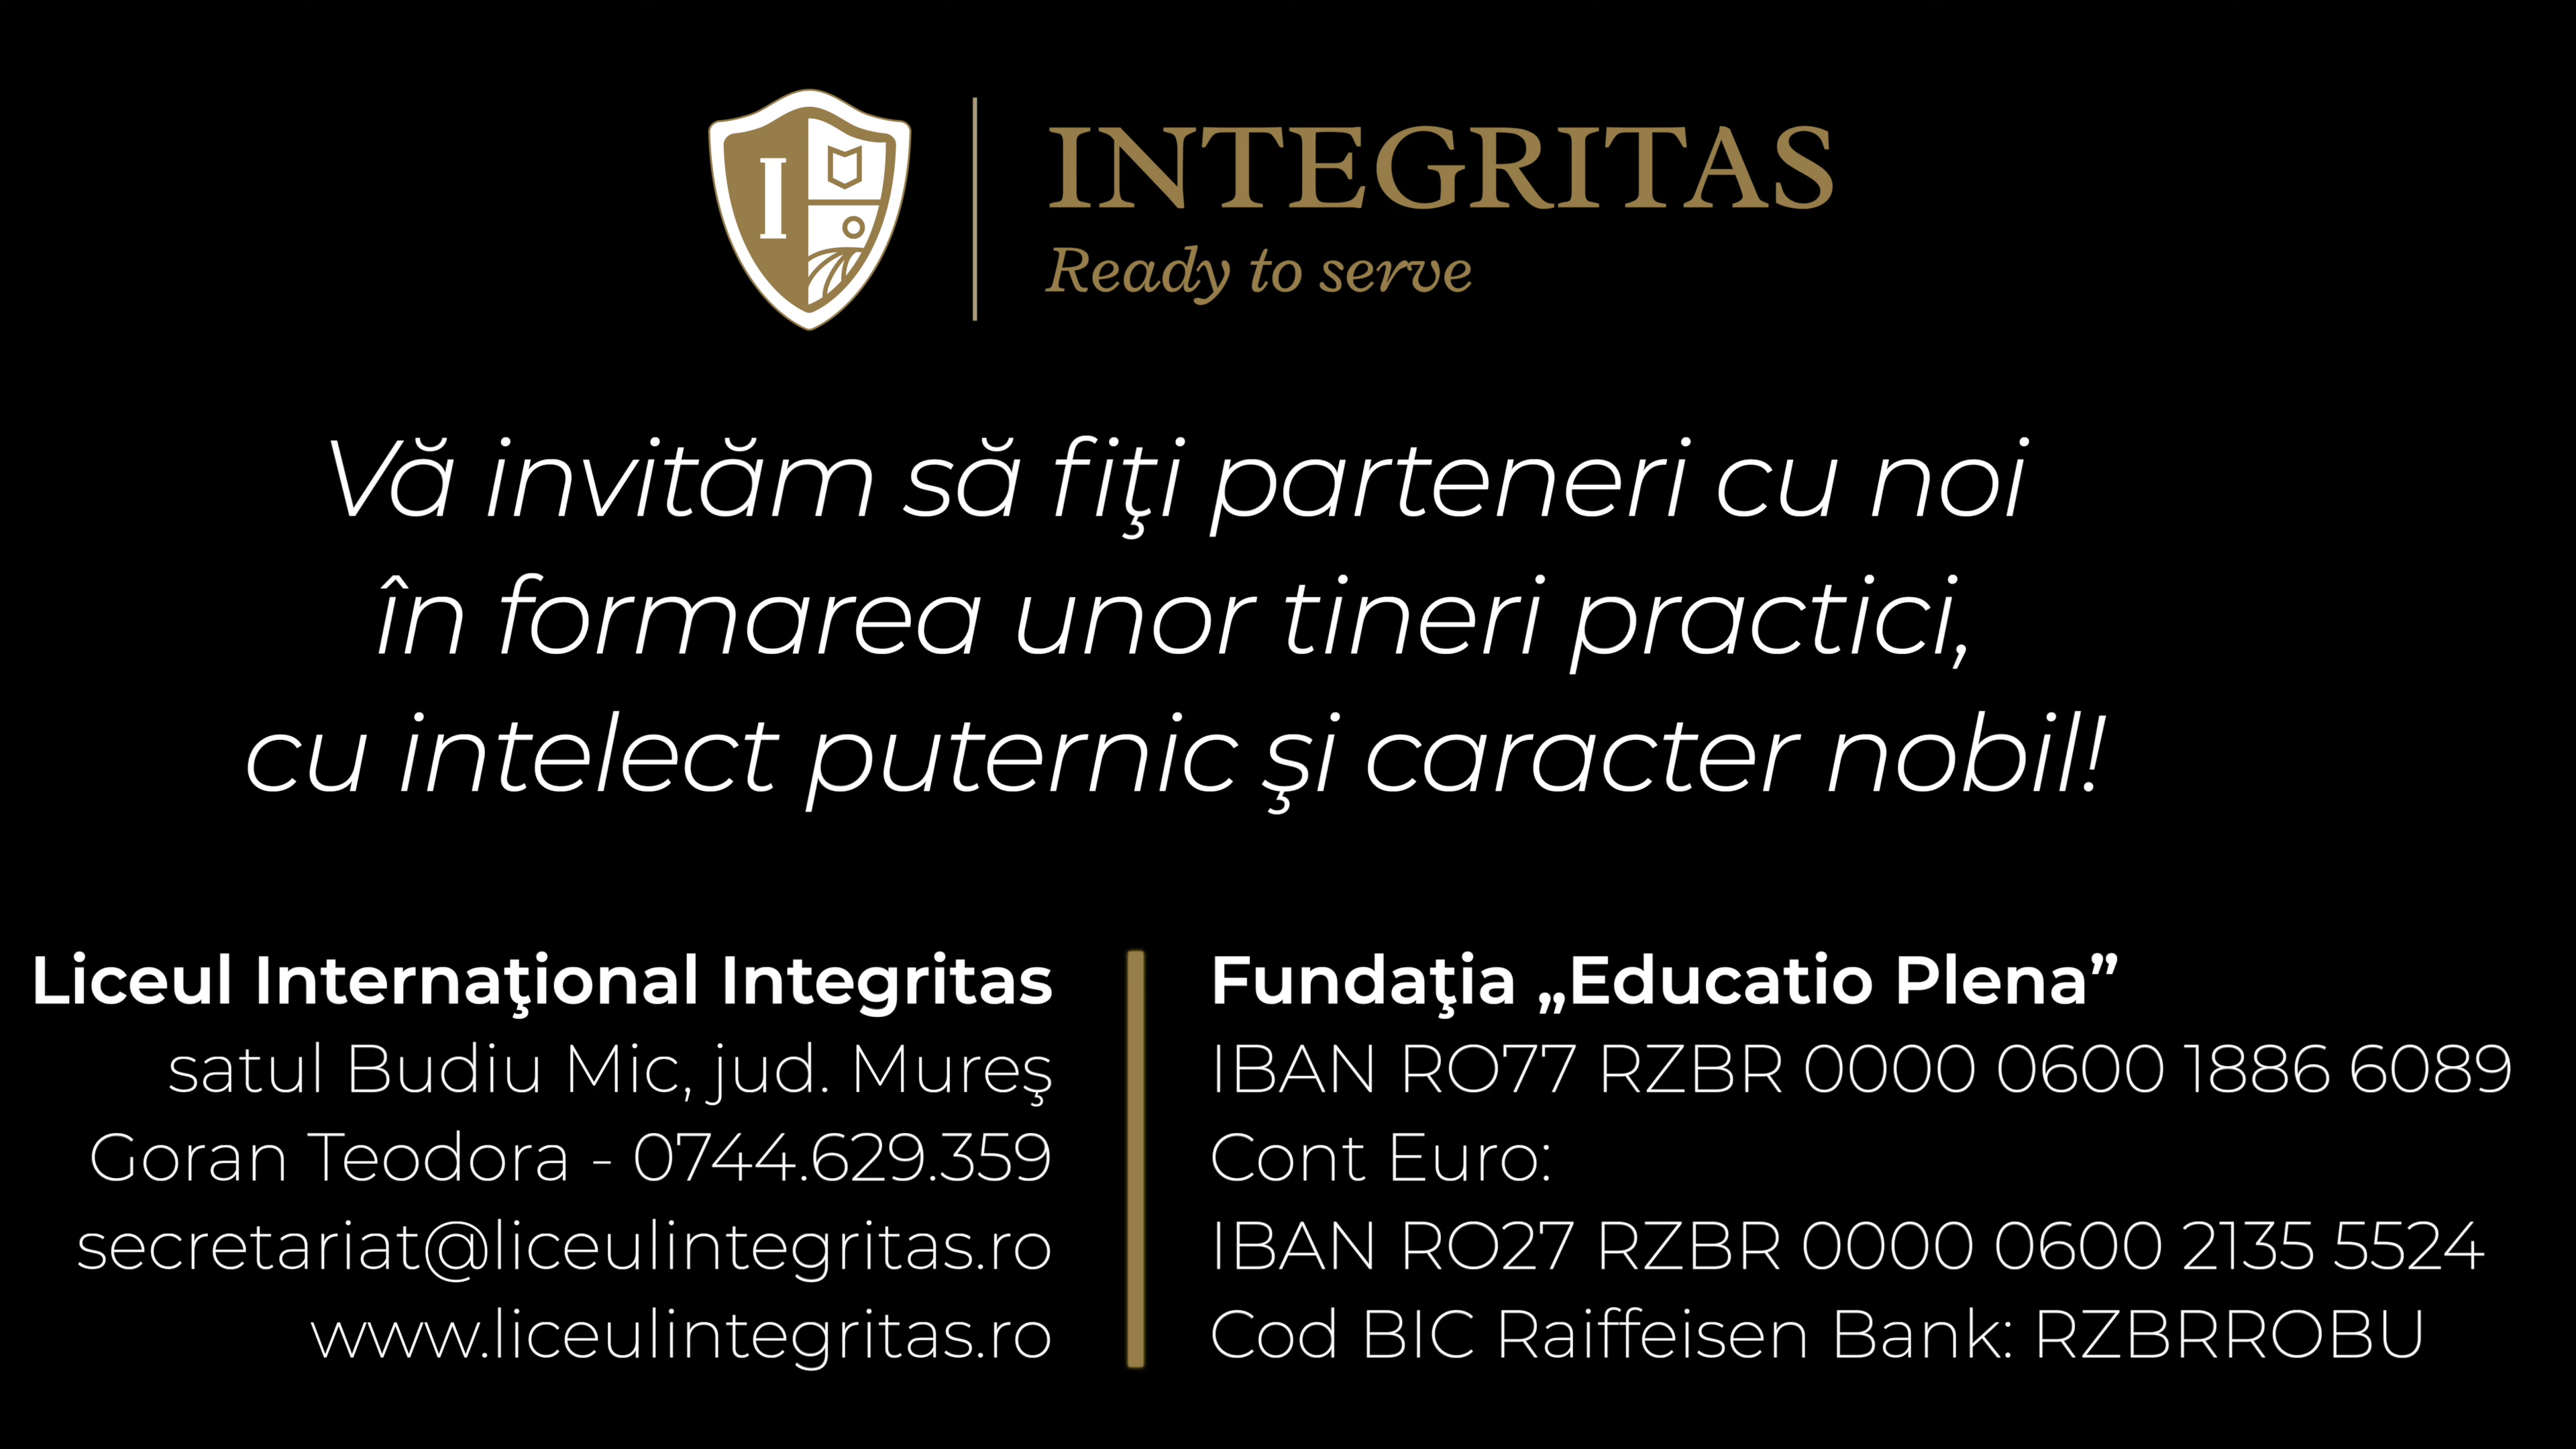 I
INTEGRITAS
Ready to serve
Vă invităm să fiţi parteneri cu noi
în formarea unor tineri practici,
cu intelect puternic şi caracter nobil!
Liceul Internaţional Integritas
satul Budiu Mic, jud. Mureş
Goran Teodora - 0744.629.359
secretariat@liceulintegritas.ro
www.liceulintegritas.ro
Fundaţia „Educatio Plena”
IBAN RO77 RZBR 0000 0600 1886 6089
Cont Euro:
IBAN RO27 RZBR 0000 0600 2135 5524
Cod BIC Raiffeisen Bank: RZBRROBU